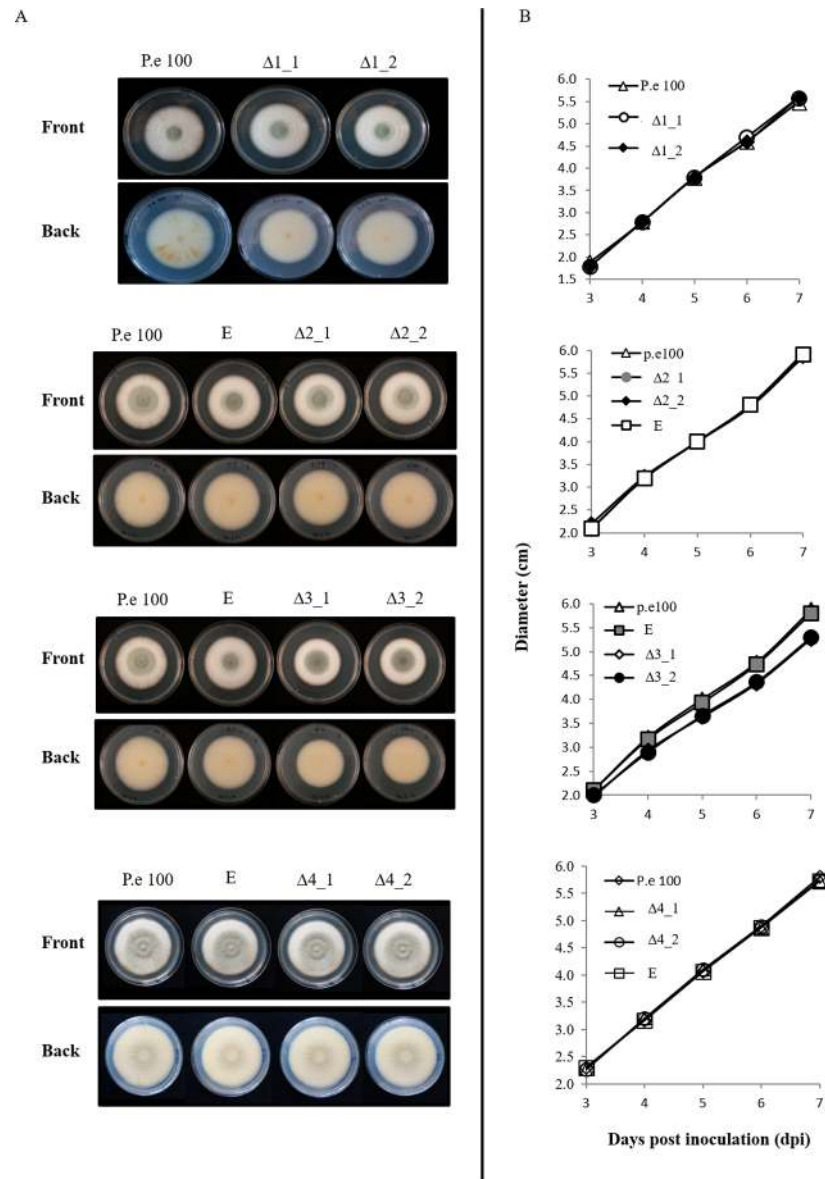 A
P.e 100 Δ1_1 Δ1_2
Front
Back
P.e 100 E Δ2_1 Δ2_2
Front
Back
P.e 100 E Δ3_1 Δ3_2
Front
Back
P.e 100 E Δ4_1 Δ4_2
Front
Back
B
Diameter (cm)
6.0
5.5
5.0
4.5
4.0
3.5
3.0
2.5
2.0
1.5
3 4 5 6 7
P.e 100
Δ1_1
Δ1_2
6.0
5.5
5.0
4.5
4.0
3.5
3.0
2.5
2.0
3 4 5 6 7
p.e100
Δ2_1
Δ2_2
E
6.0
5.5
5.0
4.5
4.0
3.5
3.0
2.5
2.0
3 4 5 6 7
p.e100
E
Δ3_1
Δ3_2
6.0
5.5
5.0
4.5
4.0
3.5
3.0
2.5
2.0
3 4 5 6 7
P.e 100
Δ4_1
Δ4_2
E
Days post inoculation (dpi)